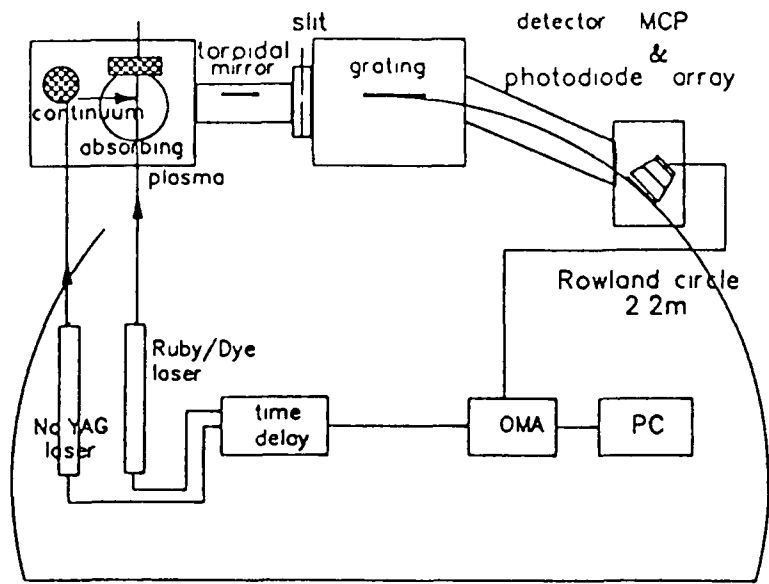 slit
detector MCP
&
photodiode array
toroidal
mirror
grating
continuum
absorbing
plasma
Rowland circle
2 2m
Ruby/Dye
laser
Nd YAG
laser
time
delay
OMA
PC